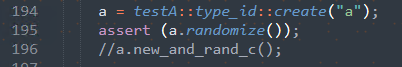 194 a = testA::type_id::create("a");
195 assert (a.randomize());
196 //a.new_and_rand_c();